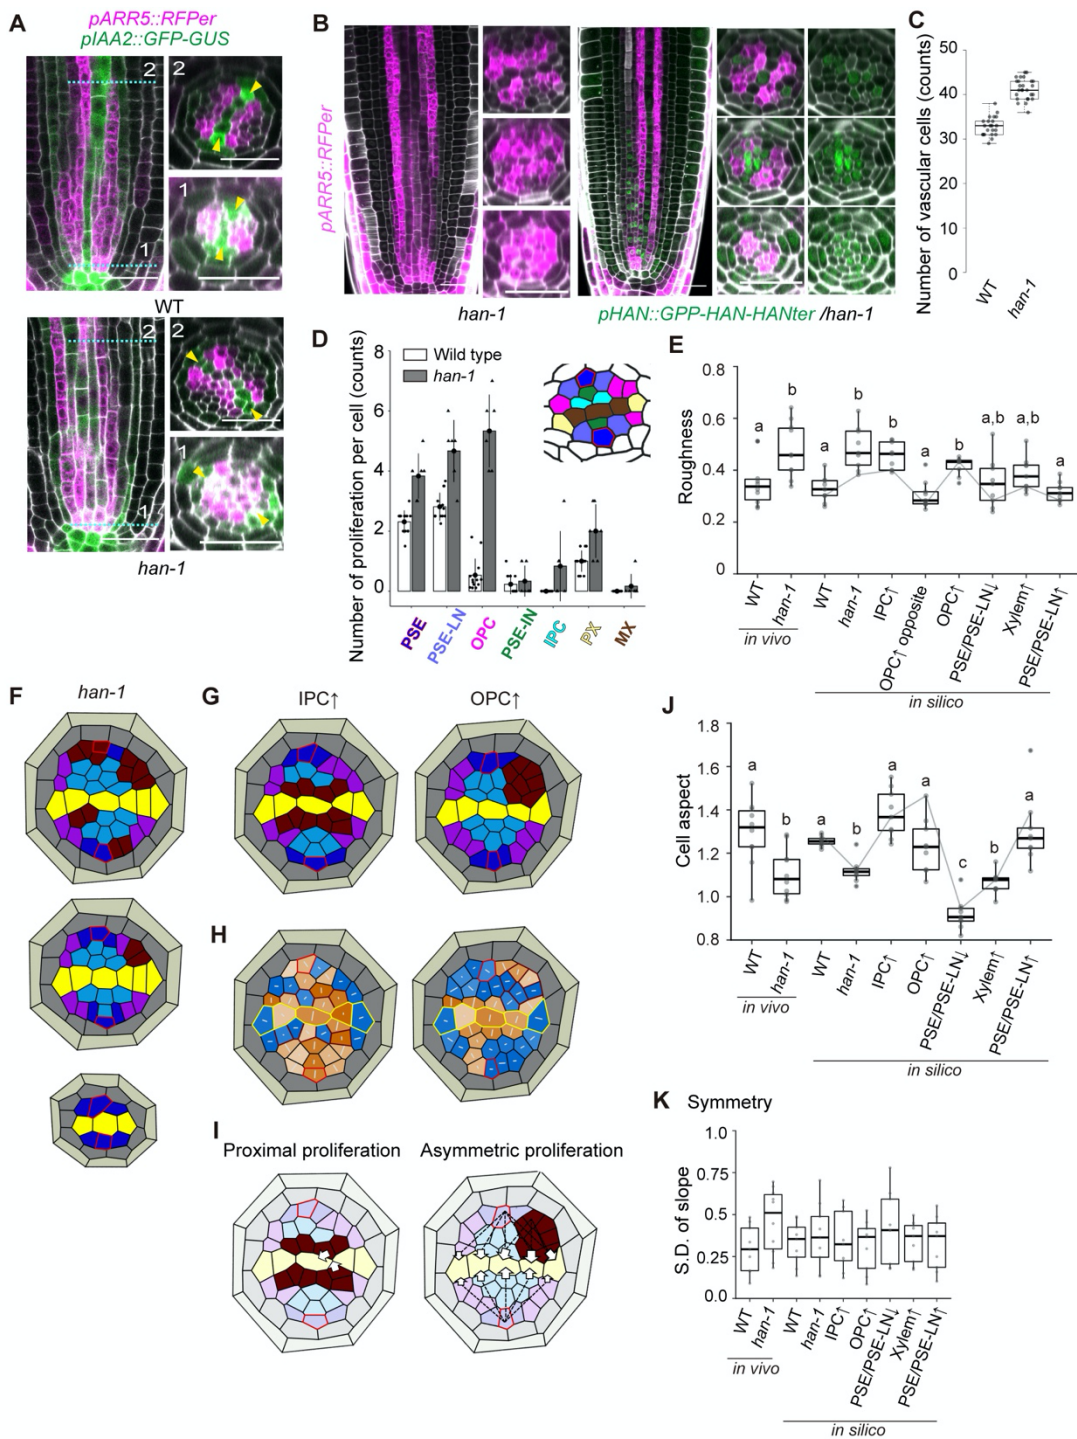 A
pARR5::RFPer
pIAA2::GFP-GUS
2
2
1
1
WT
2
2
1
1
han-1
B
pARR5::RFPer
han-1
pHAN::GPP-HAN-HANter /han-1
C
Number of vascular cells (counts)
50
40
30
20
10
0
WT
han-1
D
Number of proliferation per cell (counts)
8
6
4
2
0
Wild type
han-1
PSE
PSE-LN
OPC
PSE-IN
IPC
PX
MX
E
Roughness
0.8
0.6
0.4
0.2
0
a
b
a
b
b
a
b
a,b
a,b
a
WT
han-1
WT
han-1
IPC↑
OPC↑ opposite
OPC↑
PSE/PSE-LN↓
Xylem↑
PSE/PSE-LN↑
in vivo
in silico
F
han-1
G
IPC↑
OPC↑
H
I
Proximal proliferation
Asymmetric proliferation
J
Cell aspect
1.8
1.6
1.4
1.2
1.0
0.8
a
b
a
b
a
a
c
b
a
WT
han-1
WT
han-1
IPC↑
OPC↑
PSE/PSE-LN↓
Xylem↑
PSE/PSE-LN↑
in vivo
in silico
K
Symmetry
S.D. of slope
1.0
0.75
0.5
0.25
0.0
WT
han-1
WT
han-1
IPC↑
OPC↑
PSE/PSE-LN↓
Xylem↑
PSE/PSE-LN↑
in vivo
in silico